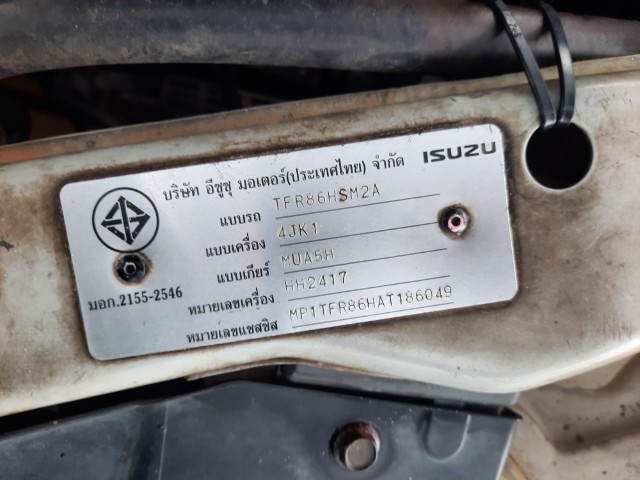 บริษัท อีซูซุ มอเตอร์(ประเทศไทย) จำกัด ISUZU
แบบรถ TFR86HSM2A
แบบเครื่อง 4JK1
แบบเกียร์ MUA5H
หมายเลขเครื่อง HH2417
หมายเลขแชสซิส MP1TFR86HAT186049
มอก.2155-2546